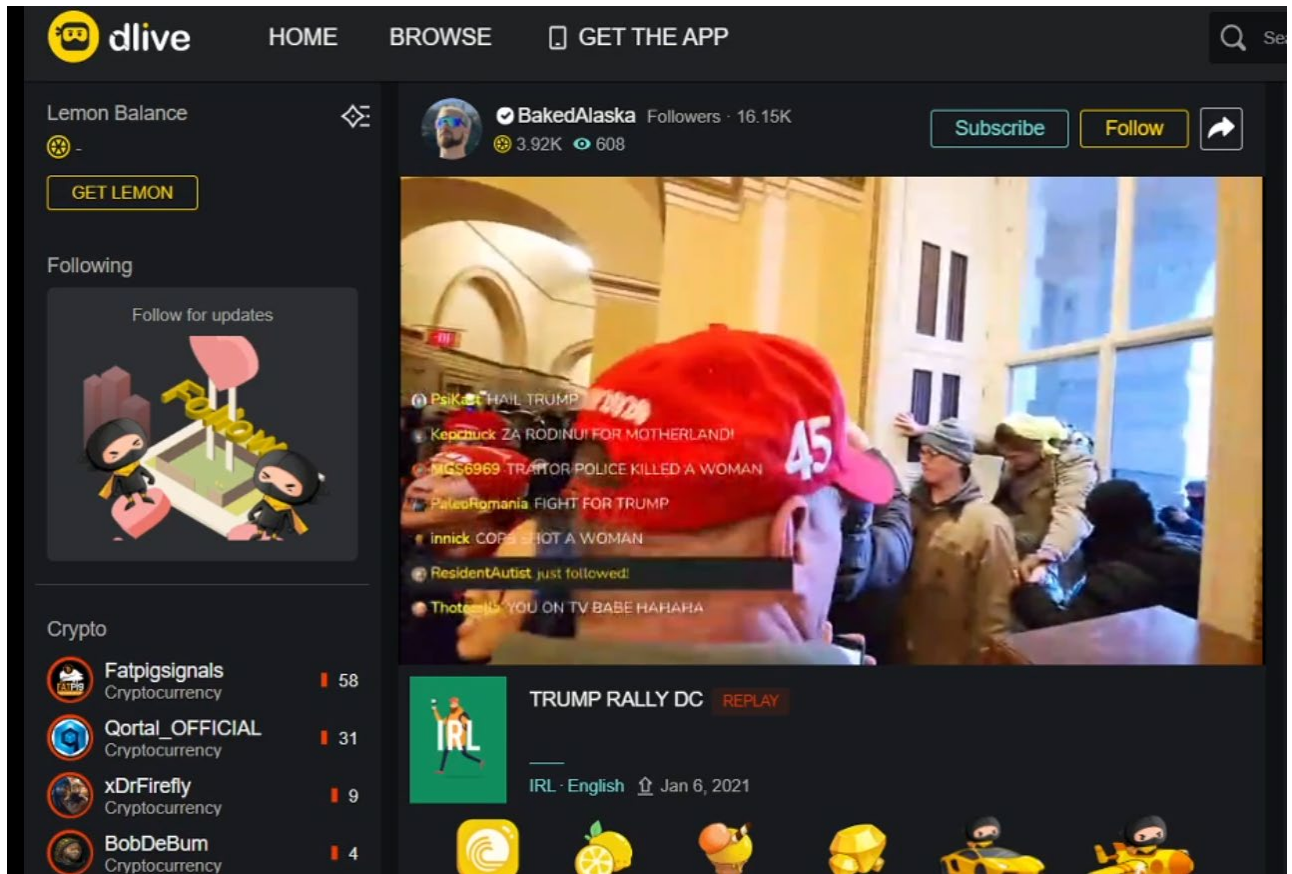 dlive
HOME
BROWSE
GET THE APP
Lemon Balance
-
GET LEMON
Following
Follow for updates
FOLLOW
Crypto
Fatpigsignals
Cryptocurrency
58
Qortal_OFFICIAL
Cryptocurrency
31
xDrFirefly
Cryptocurrency
9
BobDeBum
Cryptocurrency
4
BakedAlaska Followers · 16.15K
3.92K 608
Subscribe
Follow
2020
45
HAIL TRUMP
Kepchuck ZA RODINU! FOR MOTHERLAND!
MGS6969 TRAITOR POLICE KILLED A WOMAN
PaleoRomania FIGHT FOR TRUMP
innick COPS SHOT A WOMAN
ResidentAutist just followed!
YOU ON TV BABE HAHAHA
IRL
TRUMP RALLY DC REPLAY
IRL · English Jan 6, 2021